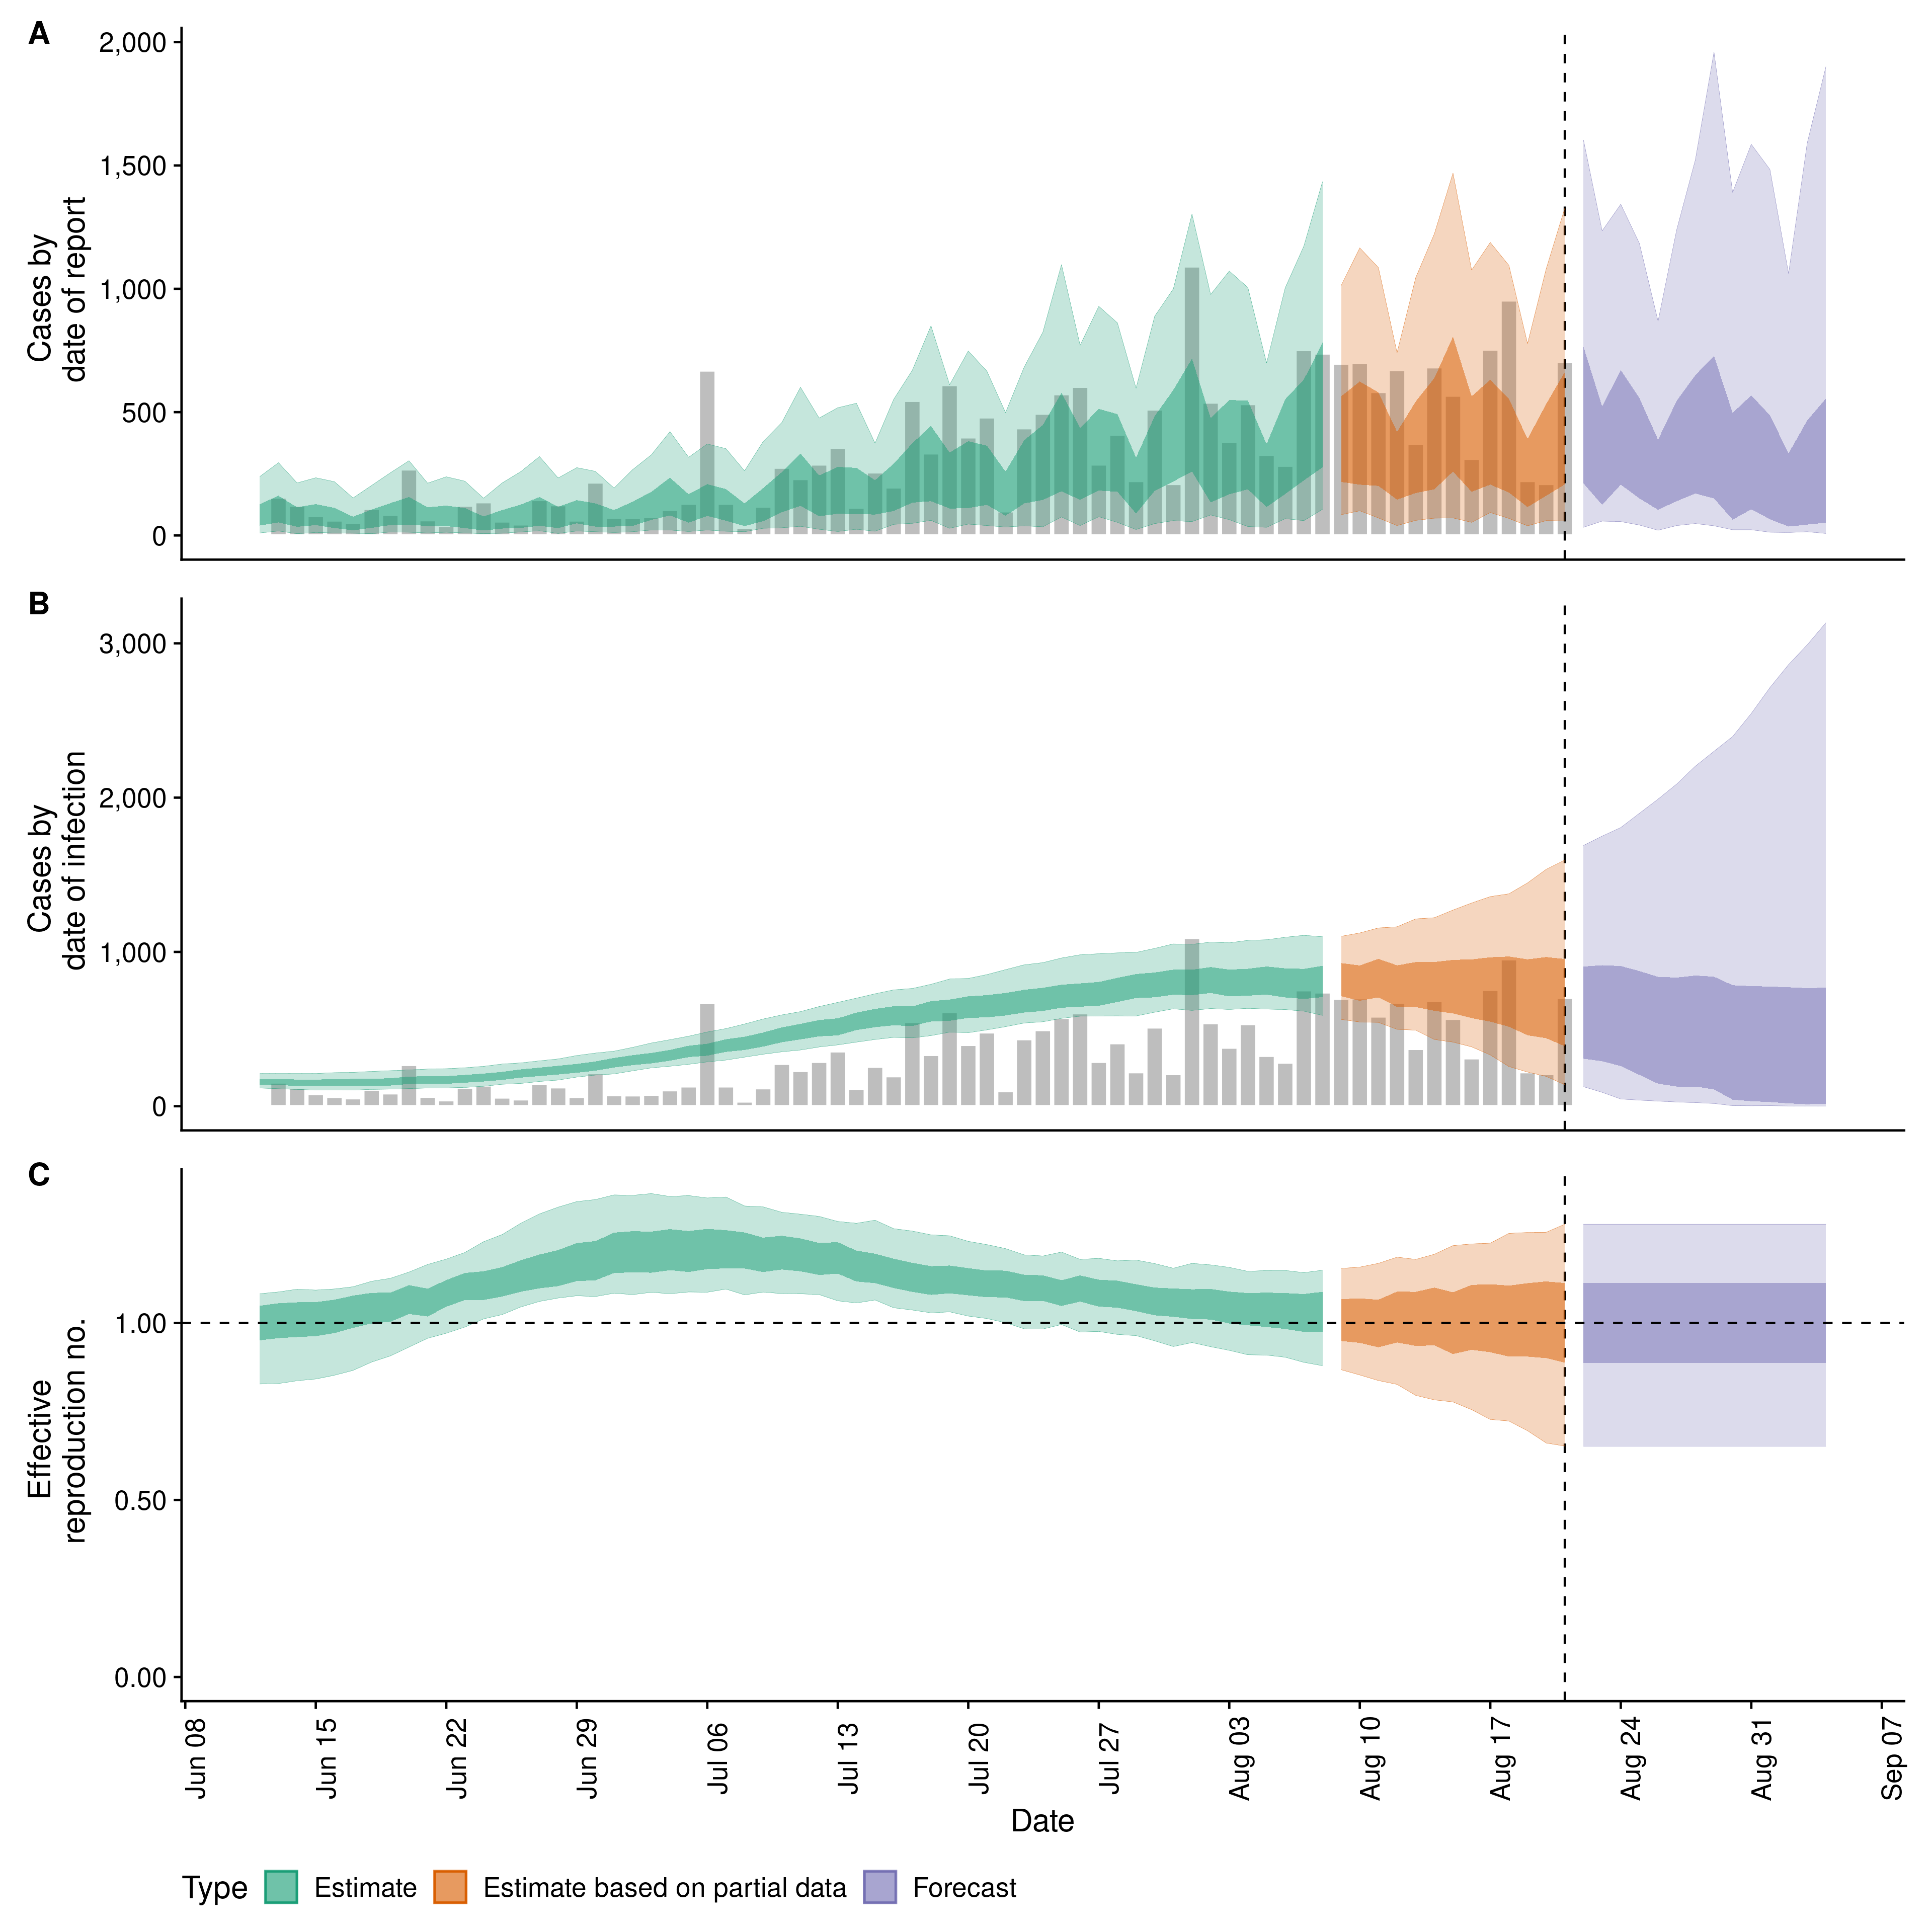 A
2,000
1,500
1,000
500
0
Cases by
date of report
B
3,000
2,000
1,000
0
Cases by
date of infection
C
1.00
0.50
0.00
Effective
reproduction no.
Jun 08
Jun 15
Jun 22
Jun 29
Jul 06
Jul 13
Jul 20
Jul 27
Aug 03
Aug 10
Aug 17
Aug 24
Aug 31
Sep 07
Date
Type Estimate Estimate based on partial data Forecast